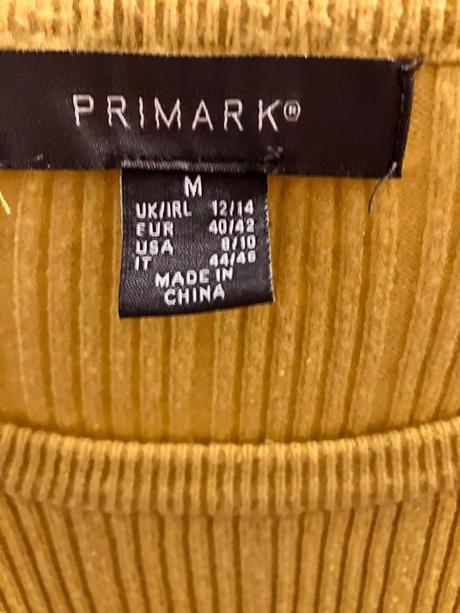 PRIMARK®
M
UK/IRL 12/14
EUR 40/42
USA 8/10
IT 44/46
MADE IN
CHINA